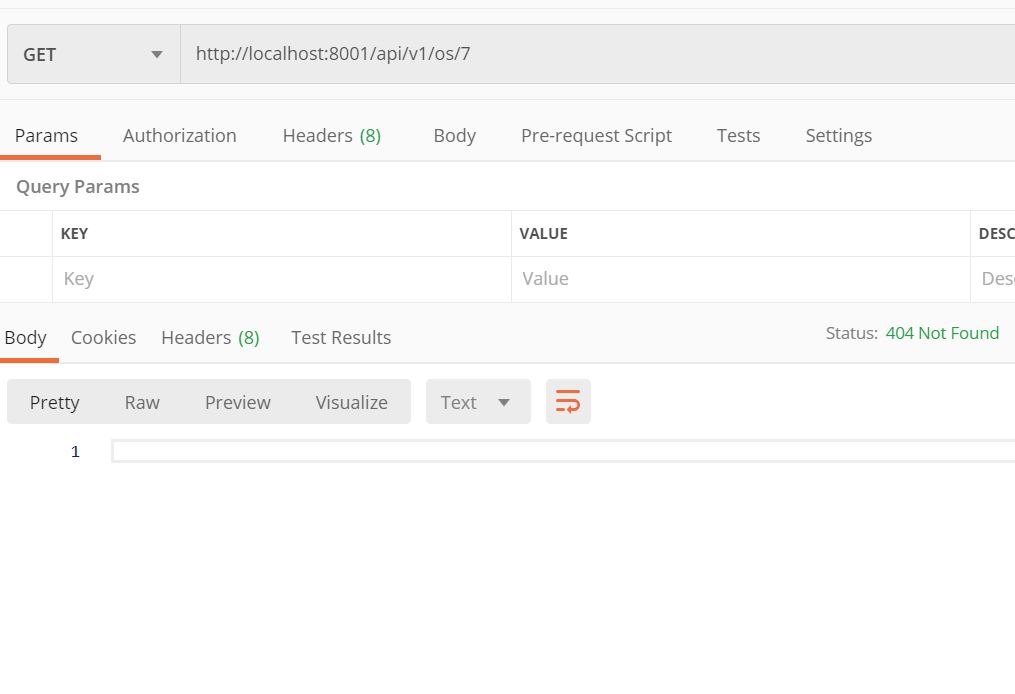 GET http://localhost:8001/api/v1/os/7
Params Authorization Headers (8) Body Pre-request Script Tests Settings
Query Params
KEY VALUE DESC
Key Value Des
Body Cookies Headers (8) Test Results Status: 404 Not Found
Pretty Raw Preview Visualize Text
1